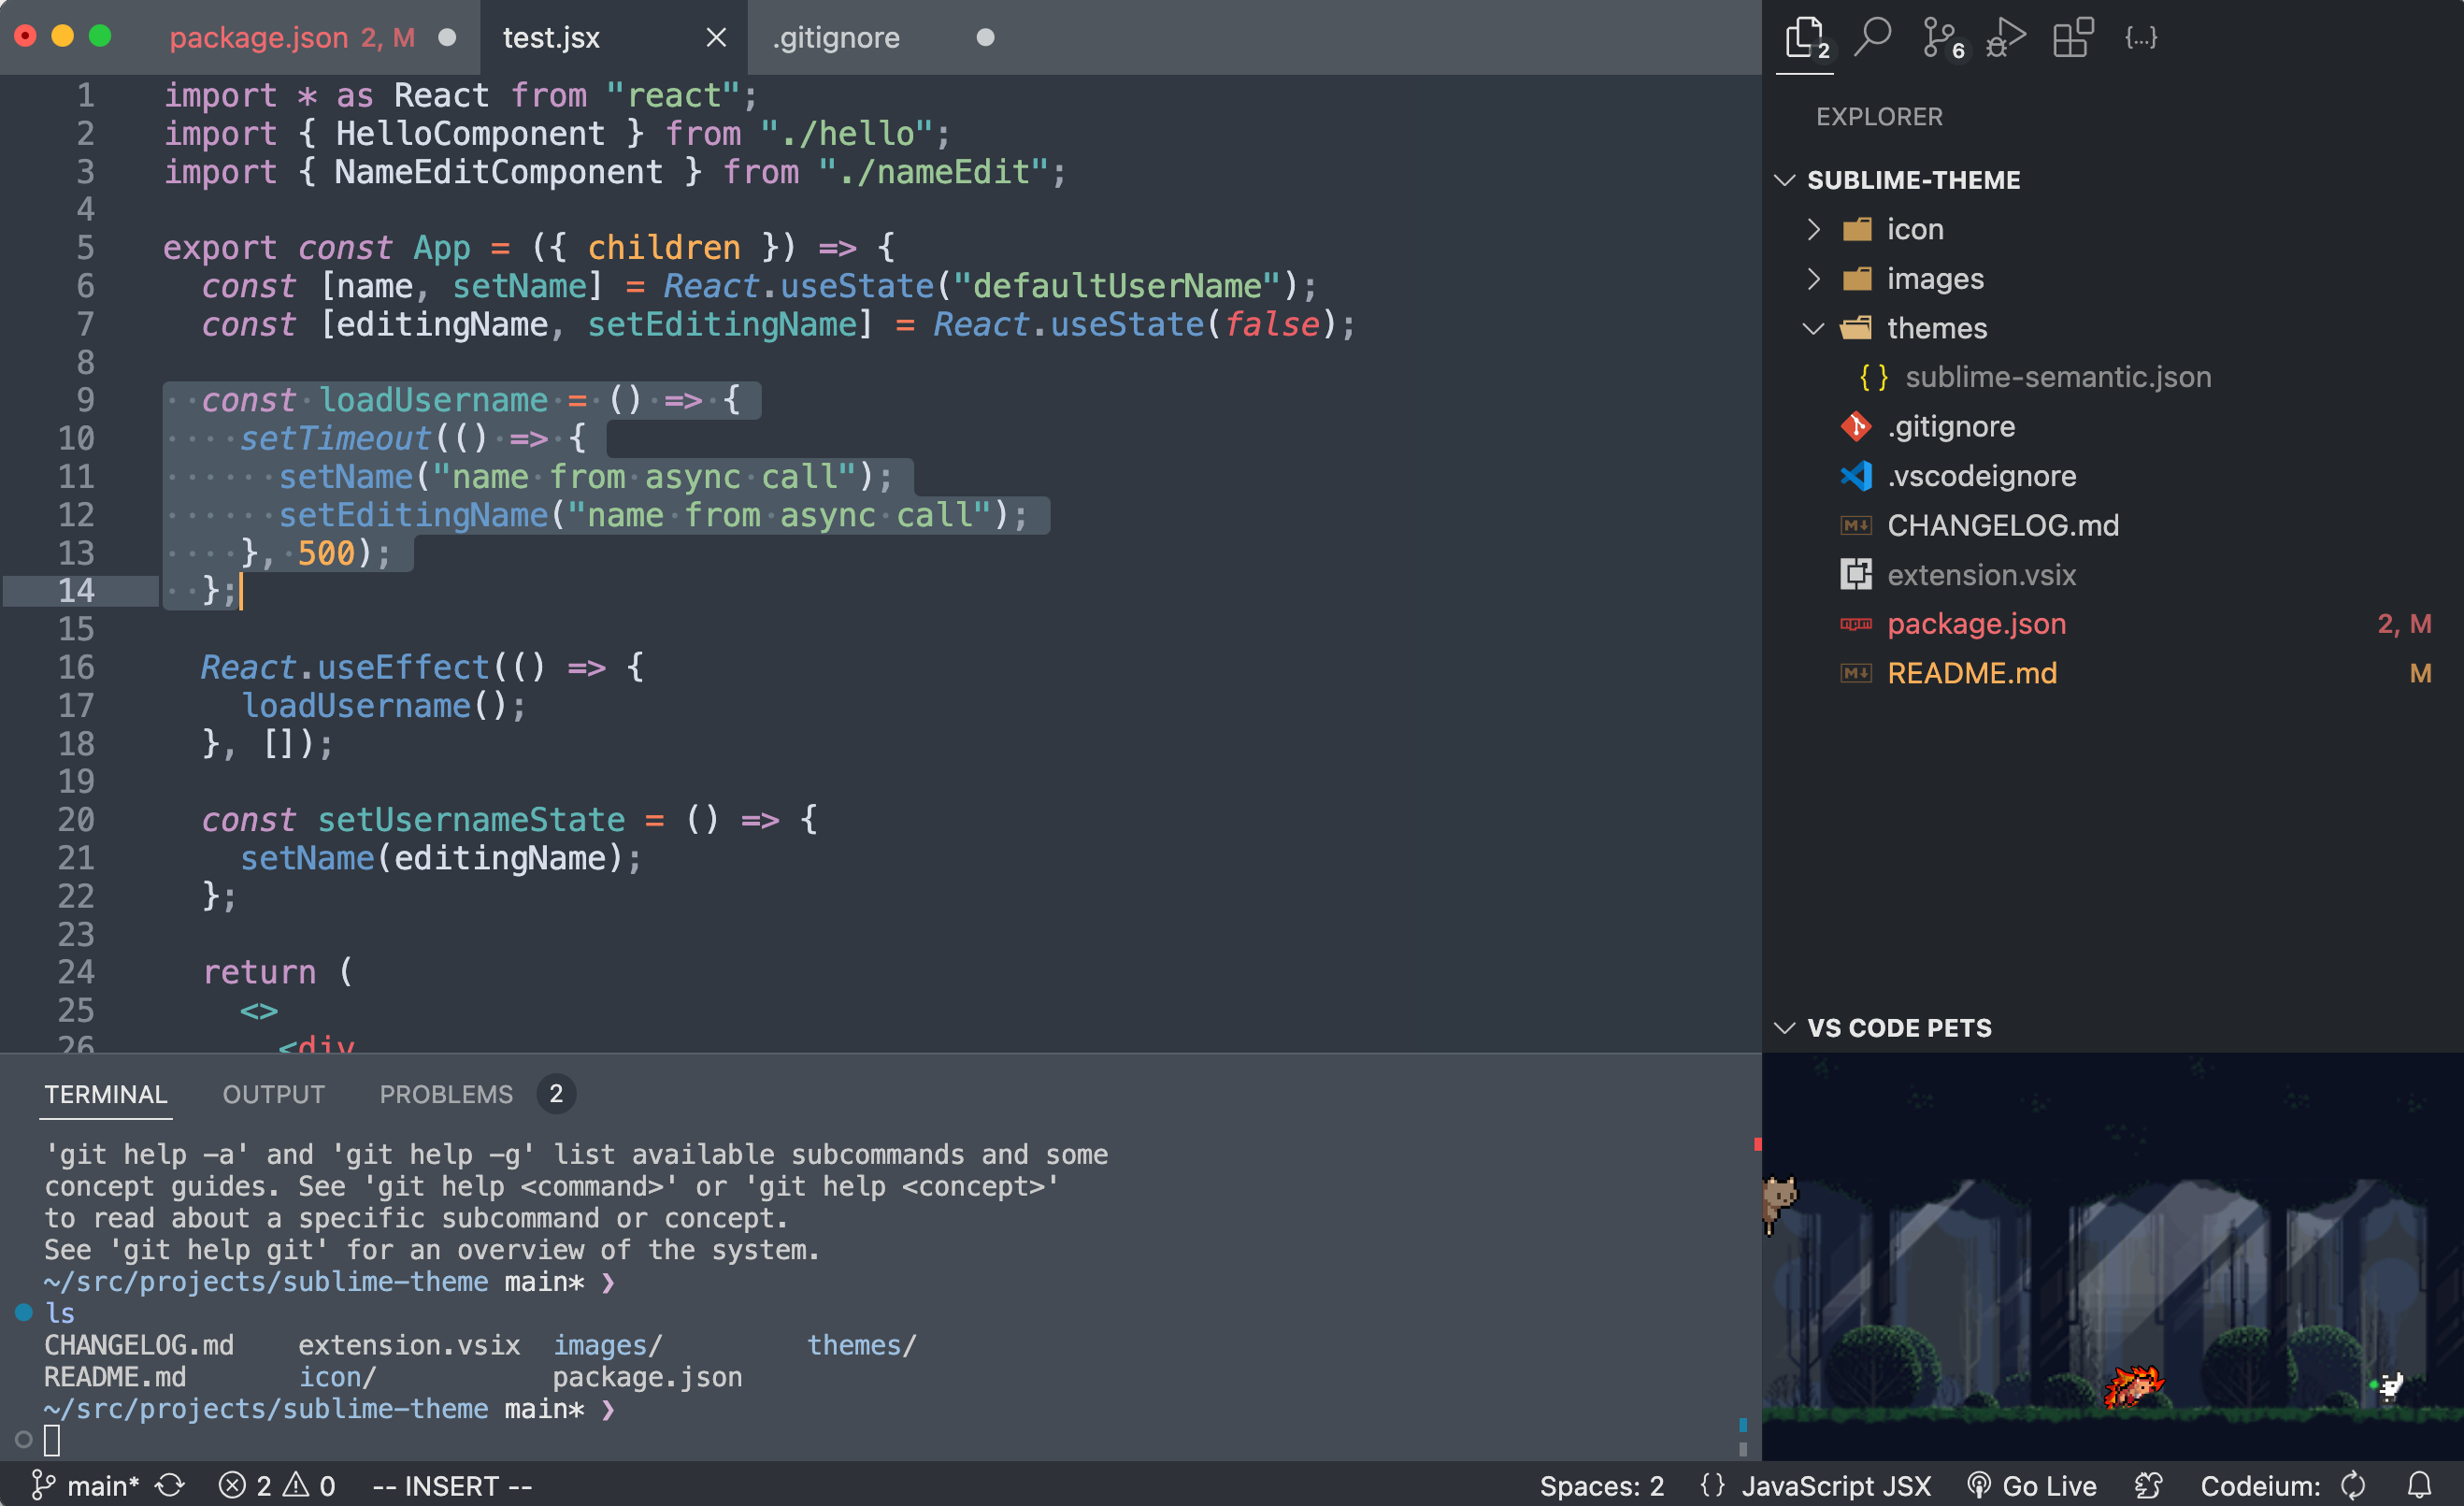 package.json 2, M
test.jsx
.gitignore
1 import * as React from "react";
2 import { HelloComponent } from "./hello";
3 import { NameEditComponent } from "./nameEdit";
4
5 export const App = ({ children }) => {
6 const [name, setName] = React.useState("defaultUserName");
7 const [editingName, setEditingName] = React.useState(false);
8
9 const loadUsername = () => {
10 setTimeout(() => {
11 setName("name from async call");
12 setEditingName("name from async call");
13 }, 500);
14 };
15
16 React.useEffect(() => {
17 loadUsername();
18 }, []);
19
20 const setUsernameState = () => {
21 setName(editingName);
22 };
23
24 return (
25 <>
26 <div
TERMINAL OUTPUT PROBLEMS 2
'git help -a' and 'git help -g' list available subcommands and some
concept guides. See 'git help <command>' or 'git help <concept>'
to read about a specific subcommand or concept.
See 'git help git' for an overview of the system.
~/src/projects/sublime-theme main* ❯
ls
CHANGELOG.md extension.vsix images/ themes/
README.md icon/ package.json
~/src/projects/sublime-theme main* ❯
2 6 {...}
EXPLORER
SUBLIME-THEME
icon
images
themes
{ } sublime-semantic.json
.gitignore
.vscodeignore
M↓ CHANGELOG.md
extension.vsix
npm package.json 2, M
M↓ README.md M
VS CODE PETS
main* 2 0 -- INSERT -- Spaces: 2 {} JavaScript JSX Go Live Codeium: